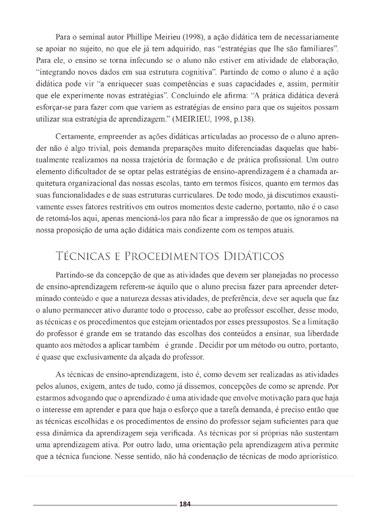 Para o seminal autor Phillipe Meirieu (1998), a ação didática tem de necessariamente
se apoiar no sujeito, no que ele já tem adquirido, nas “estratégias que lhe são familiares”.
Para ele, o ensino se torna infecundo se o aluno não estiver em atividade de elaboração,
“integrando novos dados em sua estrutura cognitiva”. Partindo de como o aluno é a ação
didática pode vir “a enriquecer suas competências e suas capacidades e, assim, permitir
que ele experimente novas estratégias”. Concluindo ele afirma: “A prática didática deverá
esforçar-se para fazer com que variem as estratégias de ensino para que os sujeitos possam
utilizar sua estratégia de aprendizagem.” (MEIRIEU, 1998, p.138).
Certamente, empreender as ações didáticas articuladas ao processo de o aluno apren-
der não é algo trivial, pois demanda preparações muito diferenciadas daquelas que habi-
tualmente realizamos na nossa trajetória de formação e de prática profissional. Um outro
elemento dificultador de se optar pelas estratégias de ensino-aprendizagem é a chamada ar-
quitetura organizacional das nossas escolas, tanto em termos físicos, quanto em termos das
suas funcionalidades e de suas estruturas curriculares. De todo modo, já discutimos exausti-
vamente esses fatores restritivos em outros momentos deste caderno, portanto, não é o caso
de retomá-los aqui, apenas mencioná-los para não ficar a impressão de que os ignoramos na
nossa proposição de uma ação didática mais condizente com os tempos atuais.
Técnicas e Procedimentos Didáticos
Partindo-se da concepção de que as atividades que devem ser planejadas no processo
de ensino-aprendizagem referem-se àquilo que o aluno precisa fazer para apreender deter-
minado conteúdo e que a natureza dessas atividades, de preferência, deve ser aquela que faz
o aluno permanecer ativo durante todo o processo, cabe ao professor escolher, desse modo,
as técnicas e os procedimentos que estejam orientados por esses pressupostos. Se a limitação
do professor é grande em se tratando das escolhas dos conteúdos a ensinar, sua liberdade
quanto aos métodos a aplicar também é grande . Decidir por um método ou outro, portanto,
é quase que exclusivamente da alçada do professor.
As técnicas de ensino-aprendizagem, isto é, como devem ser realizadas as atividades
pelos alunos, exigem, antes de tudo, como já dissemos, concepções de como se aprende. Por
estarmos advogando que o aprendizado é uma atividade que envolve motivação para que haja
o interesse em aprender e para que haja o esforço que a tarefa demanda, é preciso então que
as técnicas escolhidas e os procedimentos de ensino do professor sejam suficientes para que
essa dinâmica da aprendizagem seja verificada. As técnicas por si próprias não sustentam
uma aprendizagem ativa. Por outro lado, uma orientação pela aprendizagem ativa permite
que a técnica funcione. Nesse sentido, não há condenação de técnicas de modo apriorístico.
184